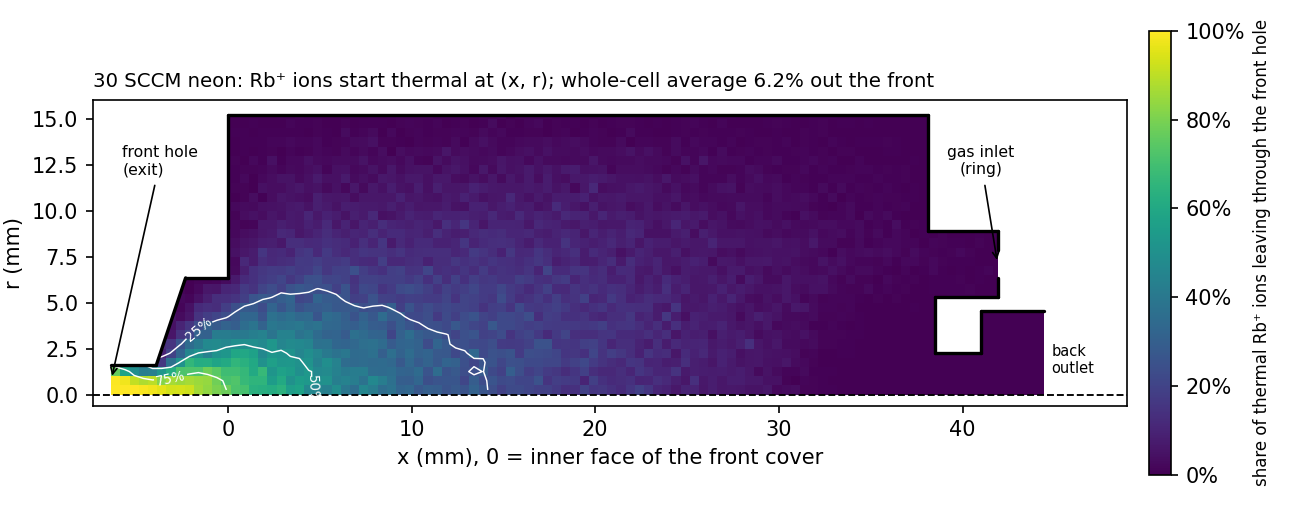 30 SCCM neon: Rb⁺ ions start thermal at (x, r); whole-cell average 6.2% out the front
r (mm)
15.0
12.5
10.0
7.5
5.0
2.5
0.0
front hole
(exit)
gas inlet
(ring)
back
outlet
25%
50%
75%
0
10
20
30
40
x (mm), 0 = inner face of the front cover
100%
80%
60%
40%
20%
0%
share of thermal Rb⁺ ions leaving through the front hole